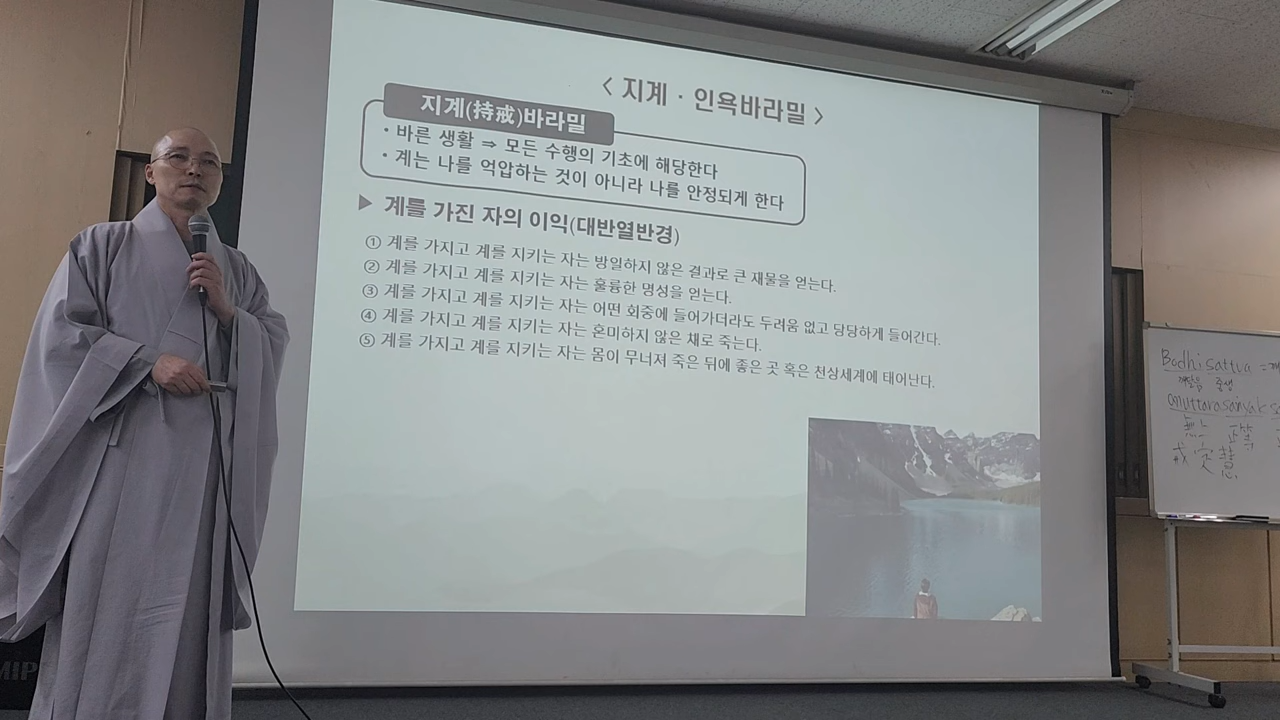 < 지계 · 인욕바라밀 >
지계(持戒)바라밀
· 바른 생활 ⇒ 모든 수행의 기초에 해당한다
· 계는 나를 억압하는 것이 아니라 나를 안정되게 한다
▶ 계를 가진 자의 이익(대반열반경)
① 계를 가지고 계를 지키는 자는 방일하지 않은 결과로 큰 재물을 얻는다.
② 계를 가지고 계를 지키는 자는 훌륭한 명성을 얻는다.
③ 계를 가지고 계를 지키는 자는 어떤 회중에 들어가더라도 두려움 없고 당당하게 들어간다.
④ 계를 가지고 계를 지키는 자는 혼미하지 않은 채로 죽는다.
⑤ 계를 가지고 계를 지키는 자는 몸이 무너져 죽은 뒤에 좋은 곳 혹은 천상세계에 태어난다.
Bodhisattva =
깨달음 중생
anuttarasamyak
無上 正等
戒 定 慧